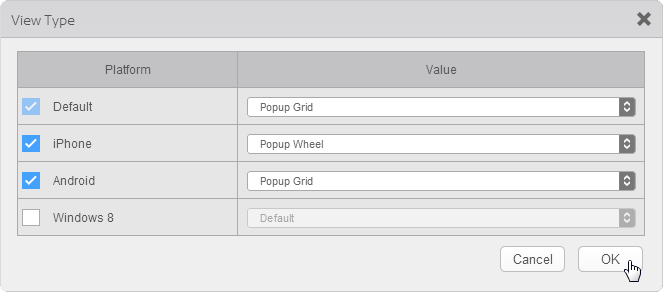 View Type
Platform Value
Default Popup Grid
iPhone Popup Wheel
Android Popup Grid
Windows 8 Default
Cancel OK